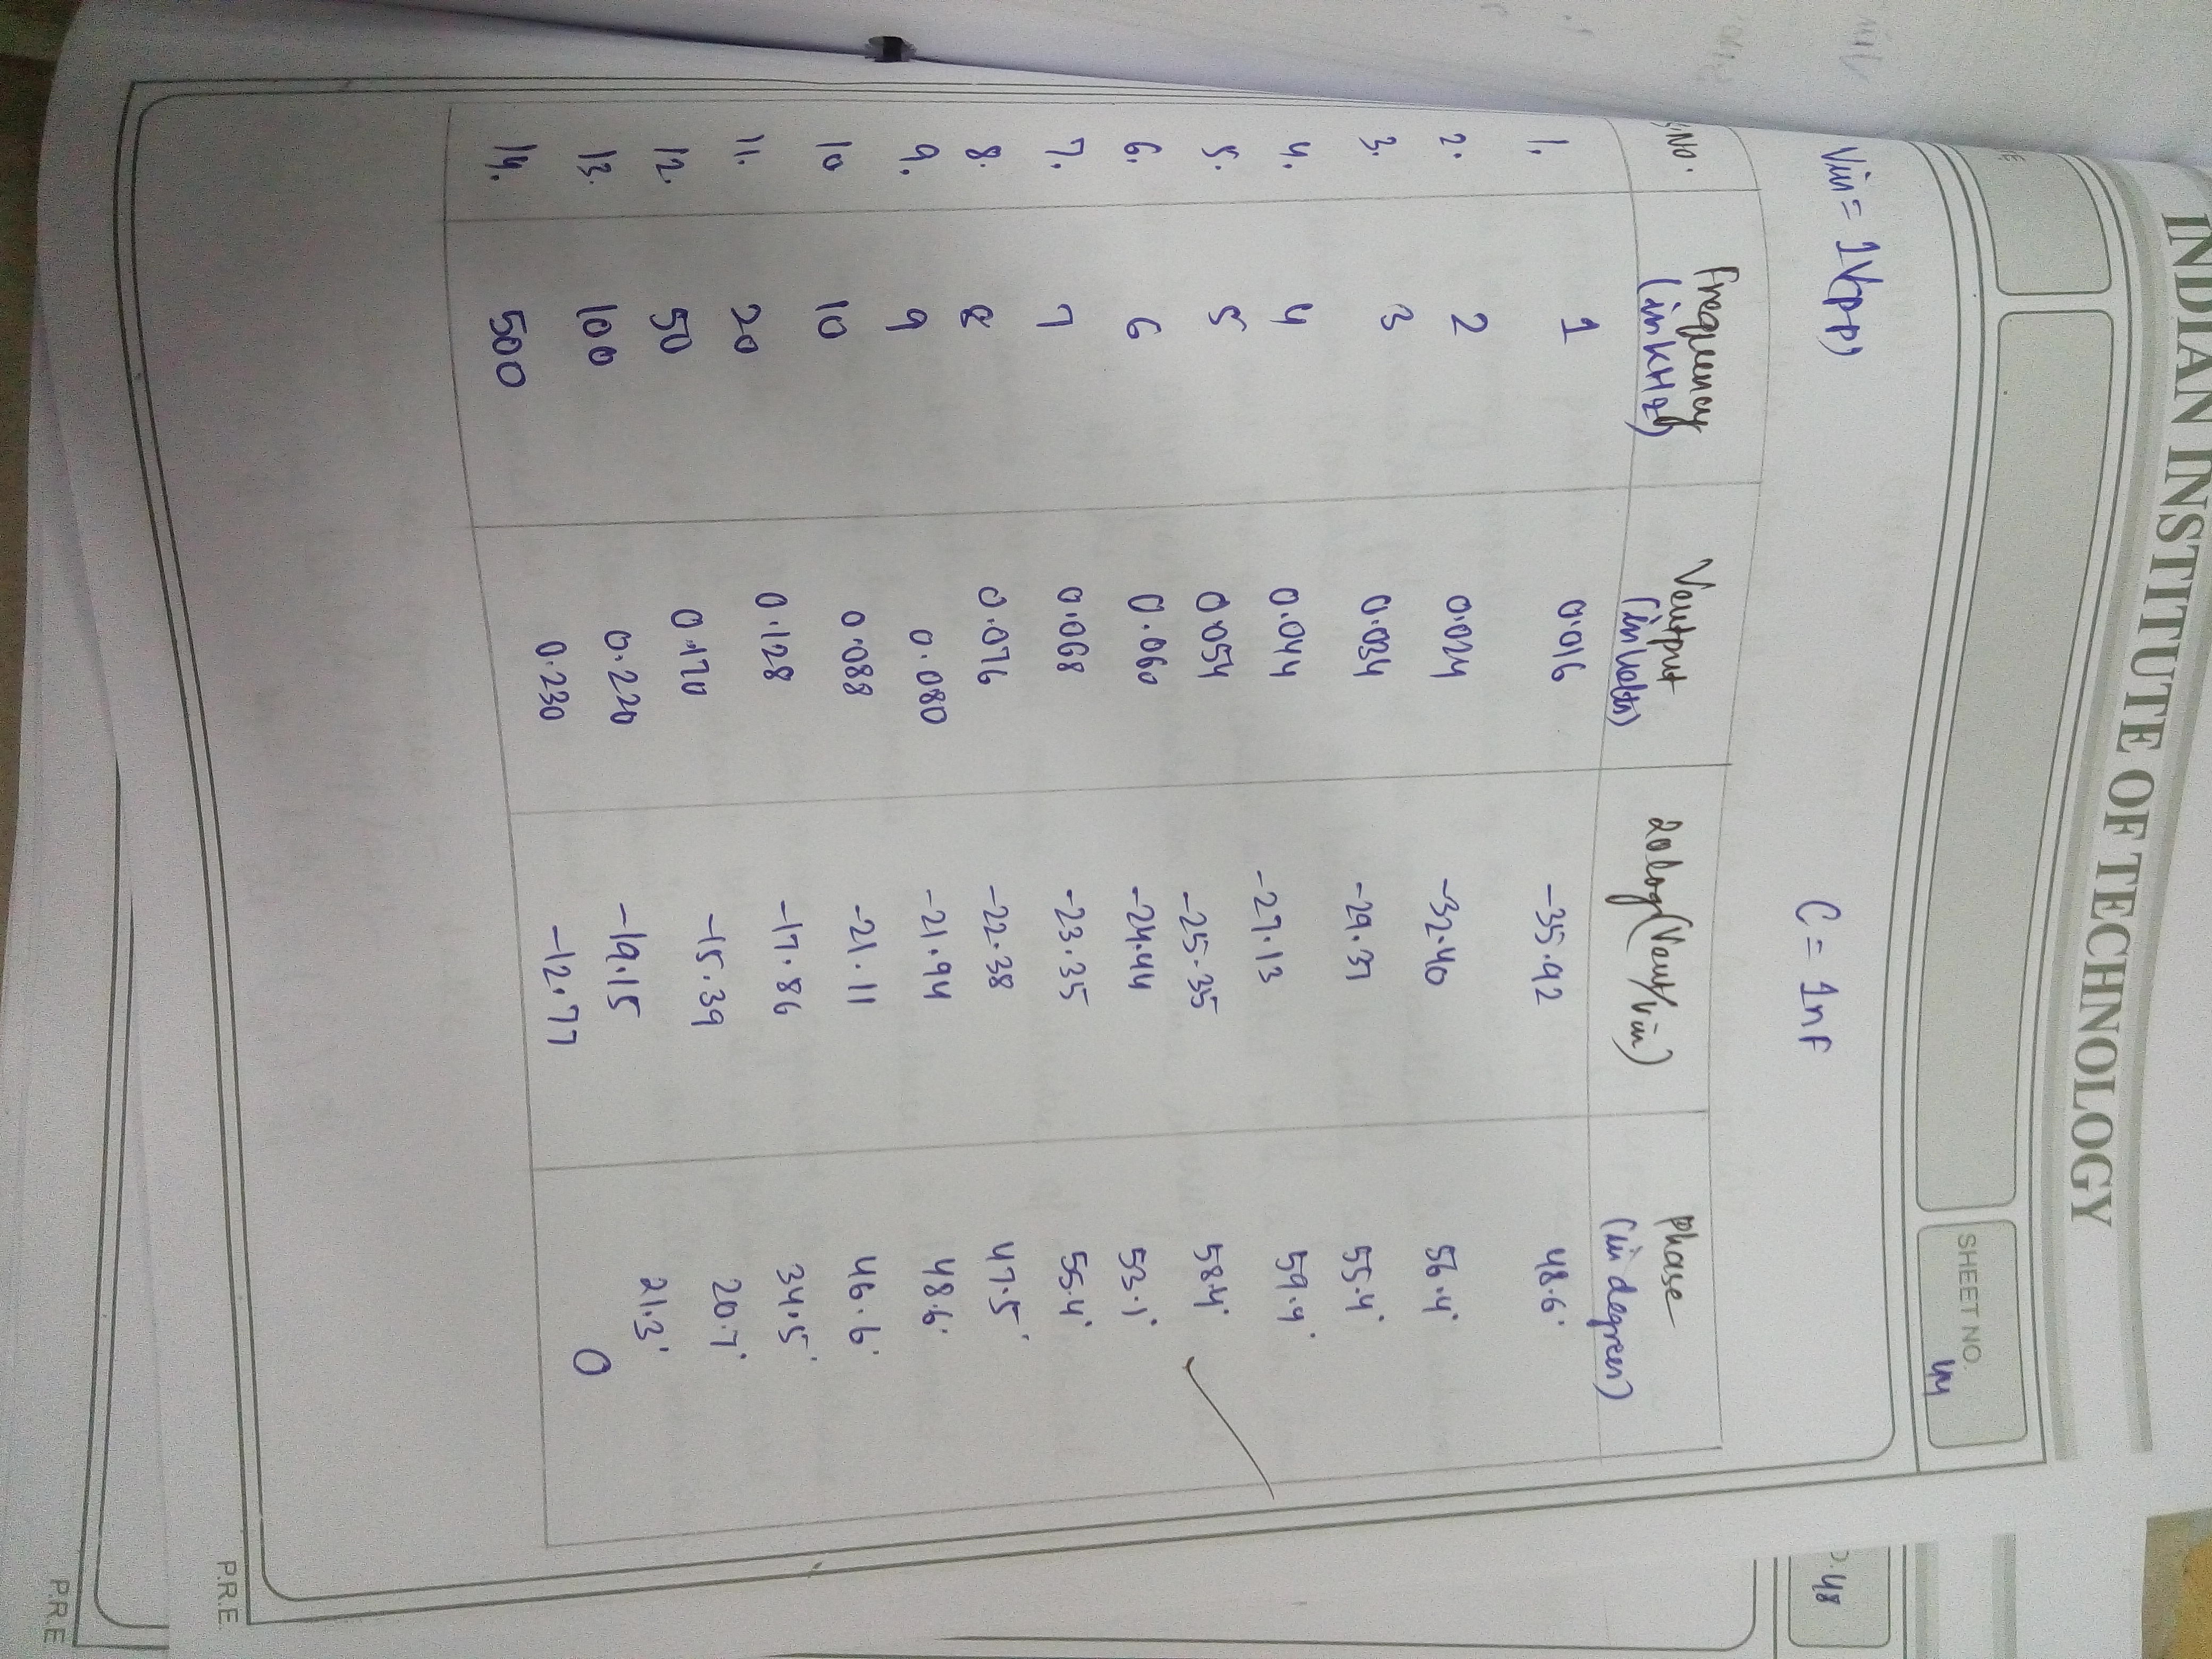 INDIAN INSTITUTE OF TECHNOLOGY
SHEET NO.
44
48
Vin = 1V(p-p)
C = 1nF
S.No. Frequency (in KHz) Voutput (in Volts) 20log(Vout/Vin) Phase (in degrees)
1. 1 0.016 -35.92 48.6°
2. 2 0.024 -32.40 56.4°
3. 3 0.034 -29.37 55.4°
4. 4 0.044 -27.13 59.9°
5. 5 0.054 -25.35 58.4°
6. 6 0.060 -24.44 53.1°
7. 7 0.068 -23.35 55.4°
8. 8 0.076 -22.38 47.5°
9. 9 0.080 -21.94 48.6°
10 10 0.088 -21.11 46.6°
11. 20 0.128 -17.86 34.5°
12. 50 0.170 -15.39 20.7°
13. 100 0.220 -19.15 21.3°
14. 500 0.230 -12.77 0
P.R.E.
P.R.E